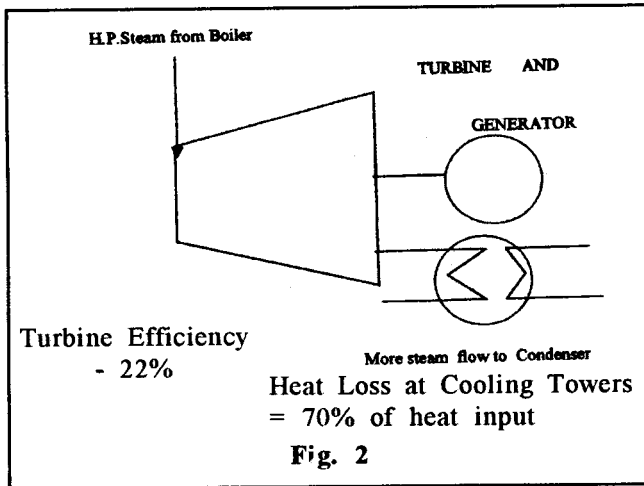 H.P.Steam from Boiler
TURBINE AND
GENERATOR
Turbine Efficiency
- 22%
More steam flow to Condenser
Heat Loss at Cooling Towers
= 70% of heat input
Fig. 2